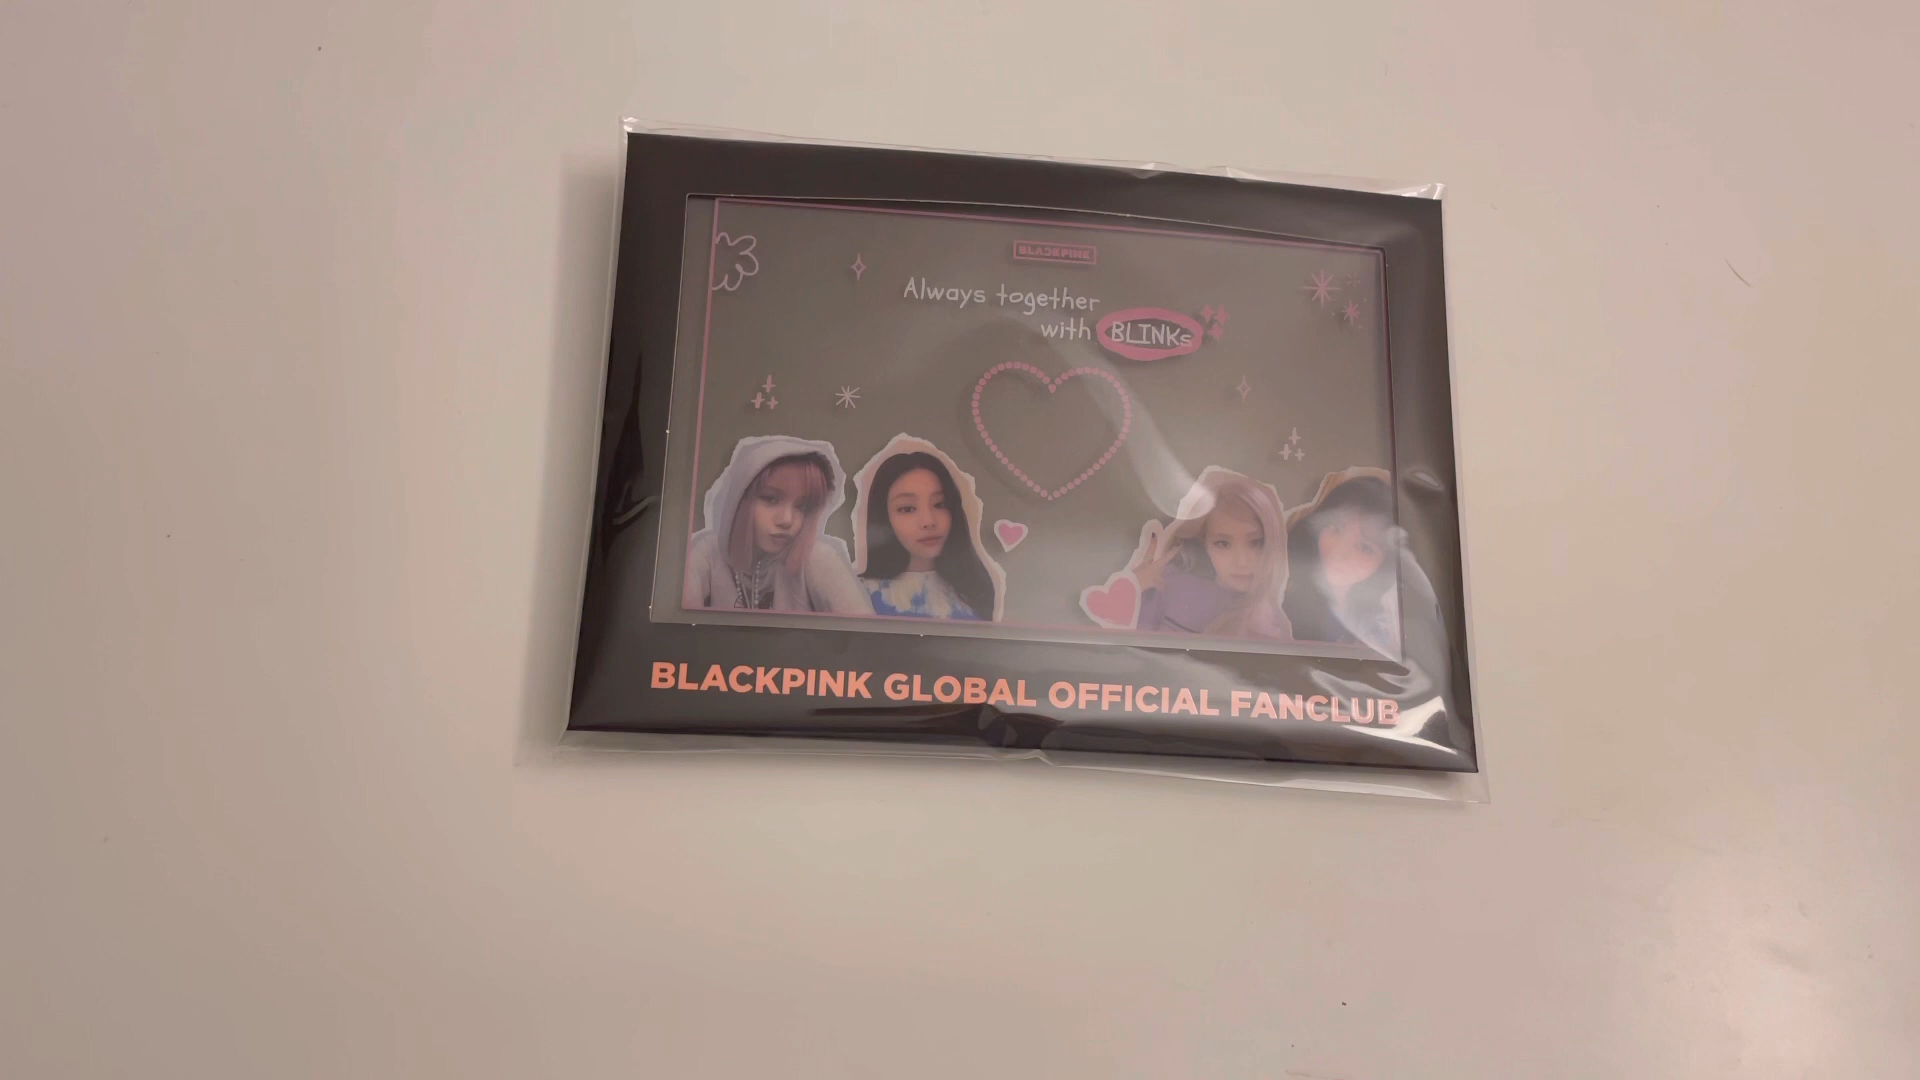 BLACKPINK
Always together
with BLINKs
BLACKPINK GLOBAL OFFICIAL FANCLUB